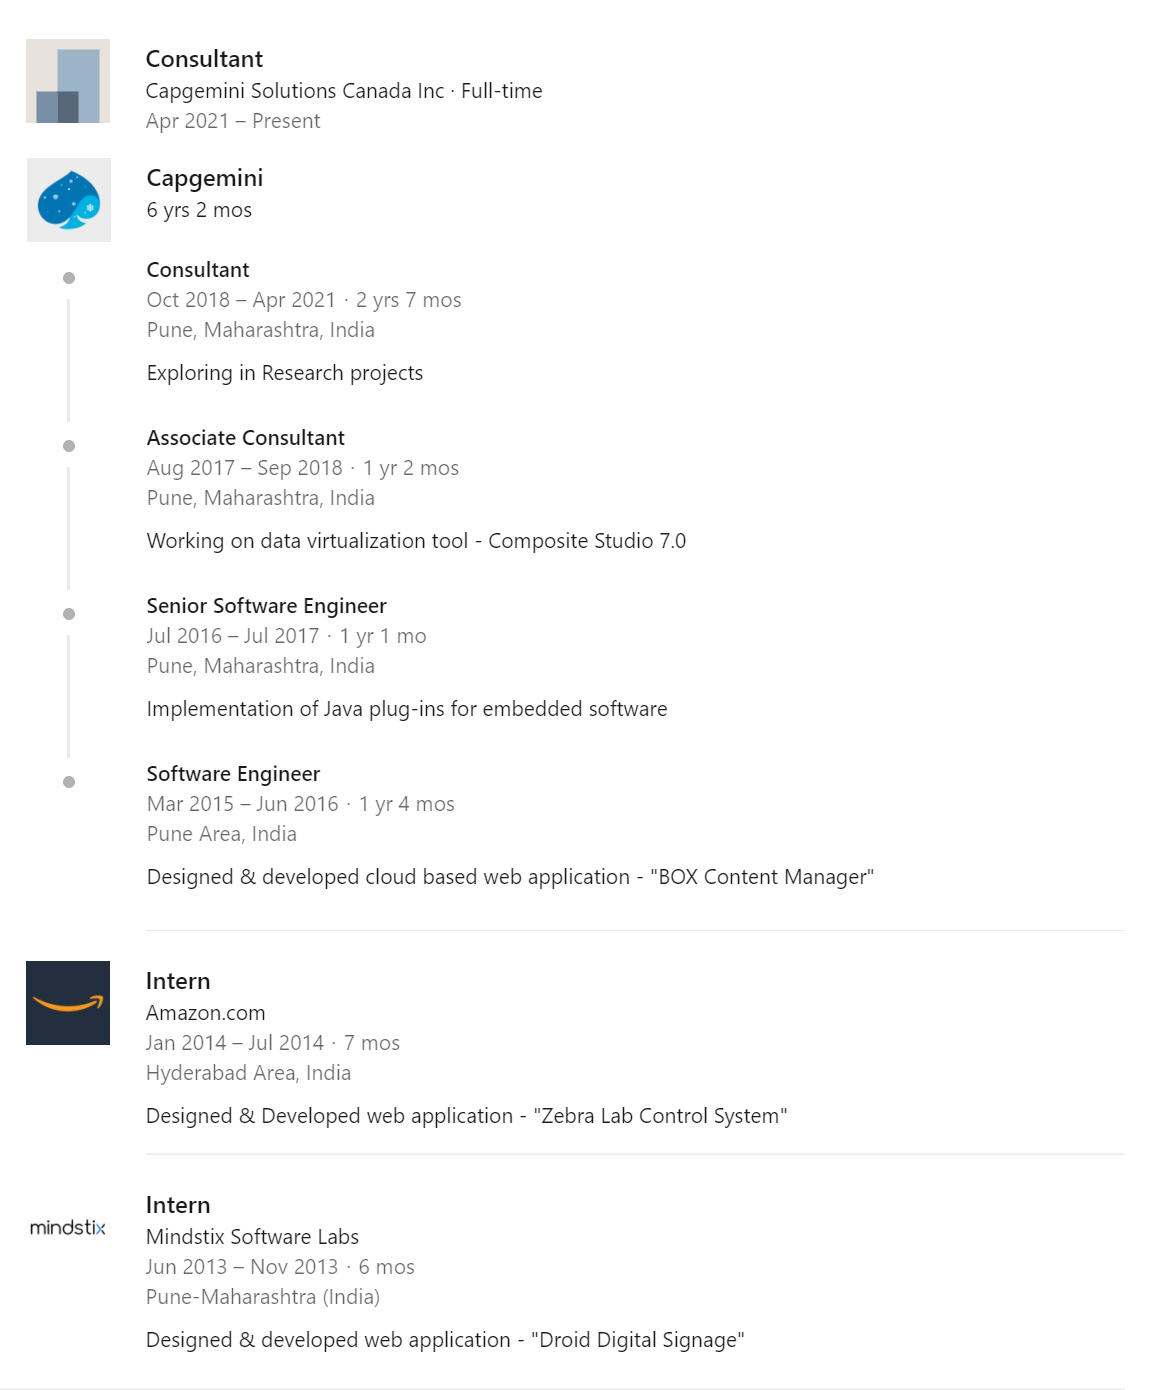 Consultant
Capgemini Solutions Canada Inc · Full-time
Apr 2021 – Present
Capgemini
6 yrs 2 mos
Consultant
Oct 2018 – Apr 2021 · 2 yrs 7 mos
Pune, Maharashtra, India
Exploring in Research projects
Associate Consultant
Aug 2017 – Sep 2018 · 1 yr 2 mos
Pune, Maharashtra, India
Working on data virtualization tool - Composite Studio 7.0
Senior Software Engineer
Jul 2016 – Jul 2017 · 1 yr 1 mo
Pune, Maharashtra, India
Implementation of Java plug-ins for embedded software
Software Engineer
Mar 2015 – Jun 2016 · 1 yr 4 mos
Pune Area, India
Designed & developed cloud based web application - "BOX Content Manager"
Intern
Amazon.com
Jan 2014 – Jul 2014 · 7 mos
Hyderabad Area, India
Designed & Developed web application - "Zebra Lab Control System"
mindstix
Intern
Mindstix Software Labs
Jun 2013 – Nov 2013 · 6 mos
Pune-Maharashtra (India)
Designed & developed web application - "Droid Digital Signage"